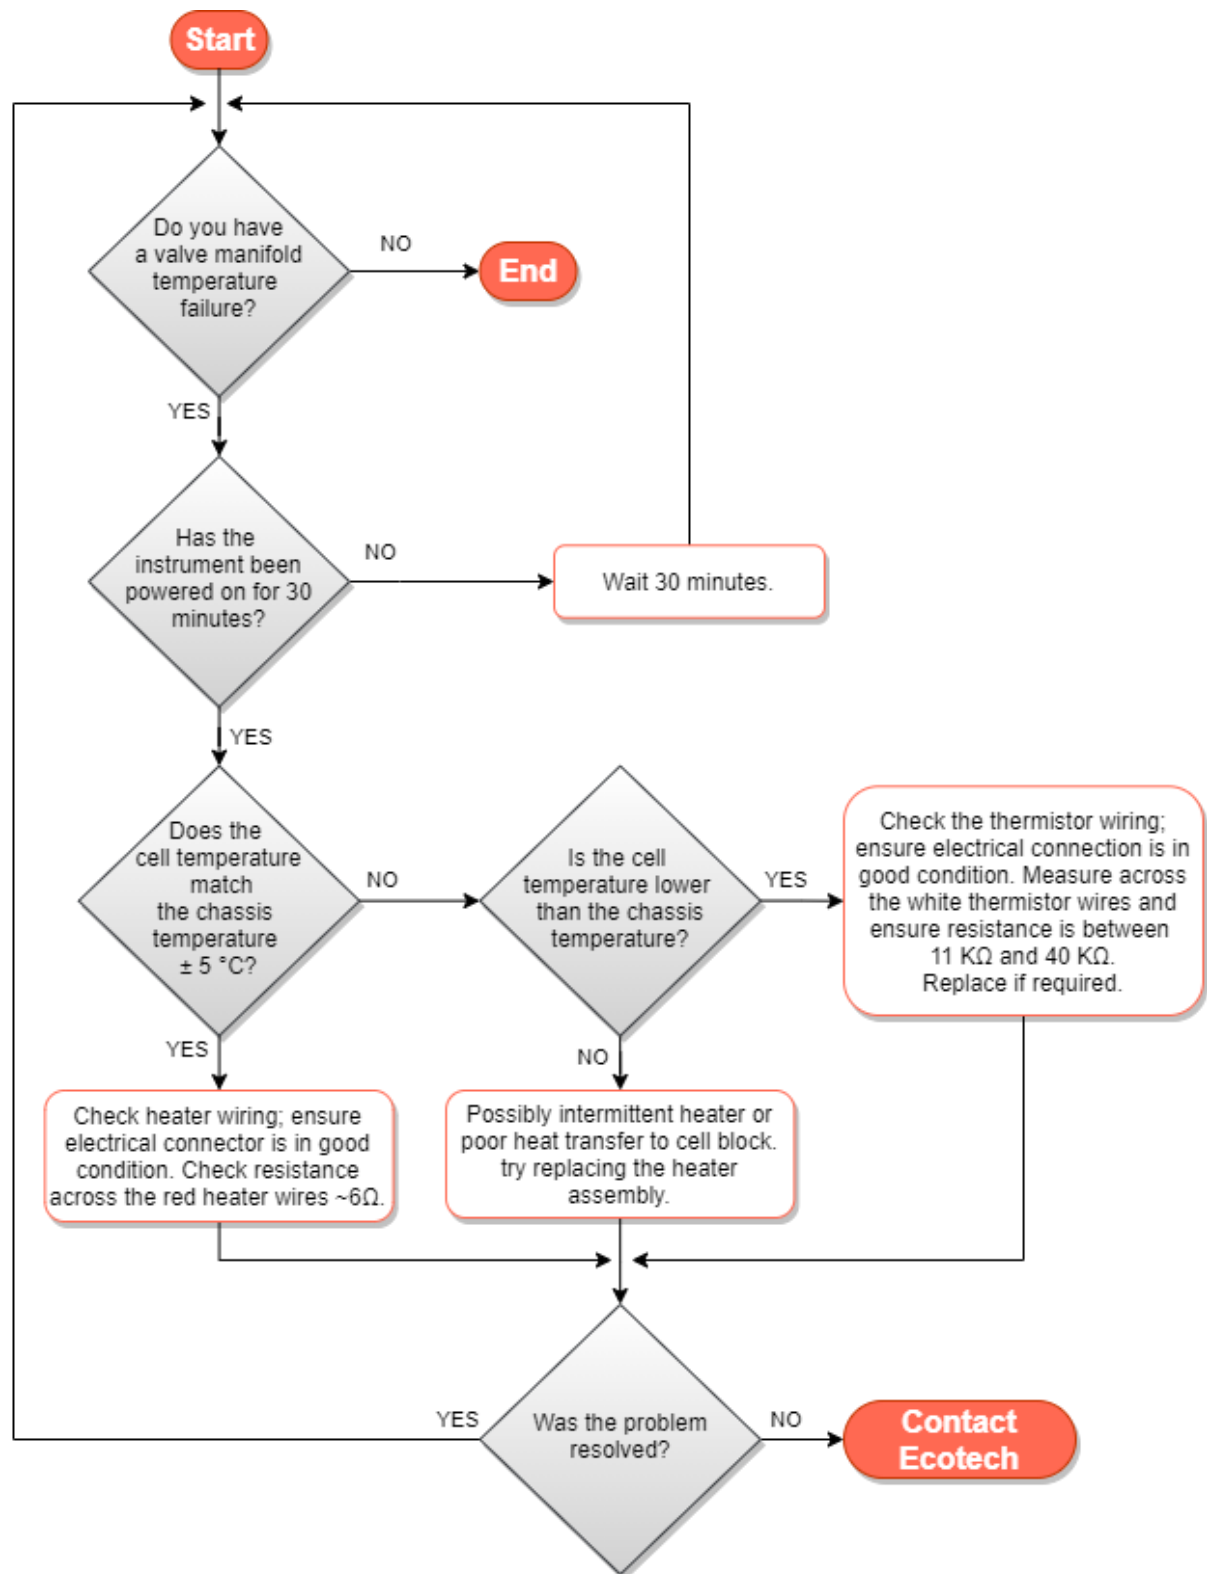 Start
Do you have
a valve manifold
temperature
failure?
NO
End
YES
Has the
instrument been
powered on for 30
minutes?
NO
Wait 30 minutes.
YES
Does the
cell temperature
match
the chassis
temperature
± 5 °C?
NO
Is the cell
temperature lower
than the chassis
temperature?
YES
Check the thermistor wiring;
ensure electrical connection is in
good condition. Measure across
the white thermistor wires and
ensure resistance is between
11 KΩ and 40 KΩ.
Replace if required.
YES
NO
Check heater wiring; ensure
electrical connector is in good
condition. Check resistance
across the red heater wires ~6Ω.
Possibly intermittent heater or
poor heat transfer to cell block.
try replacing the heater
assembly.
YES
Was the problem
resolved?
NO
Contact
Ecotech